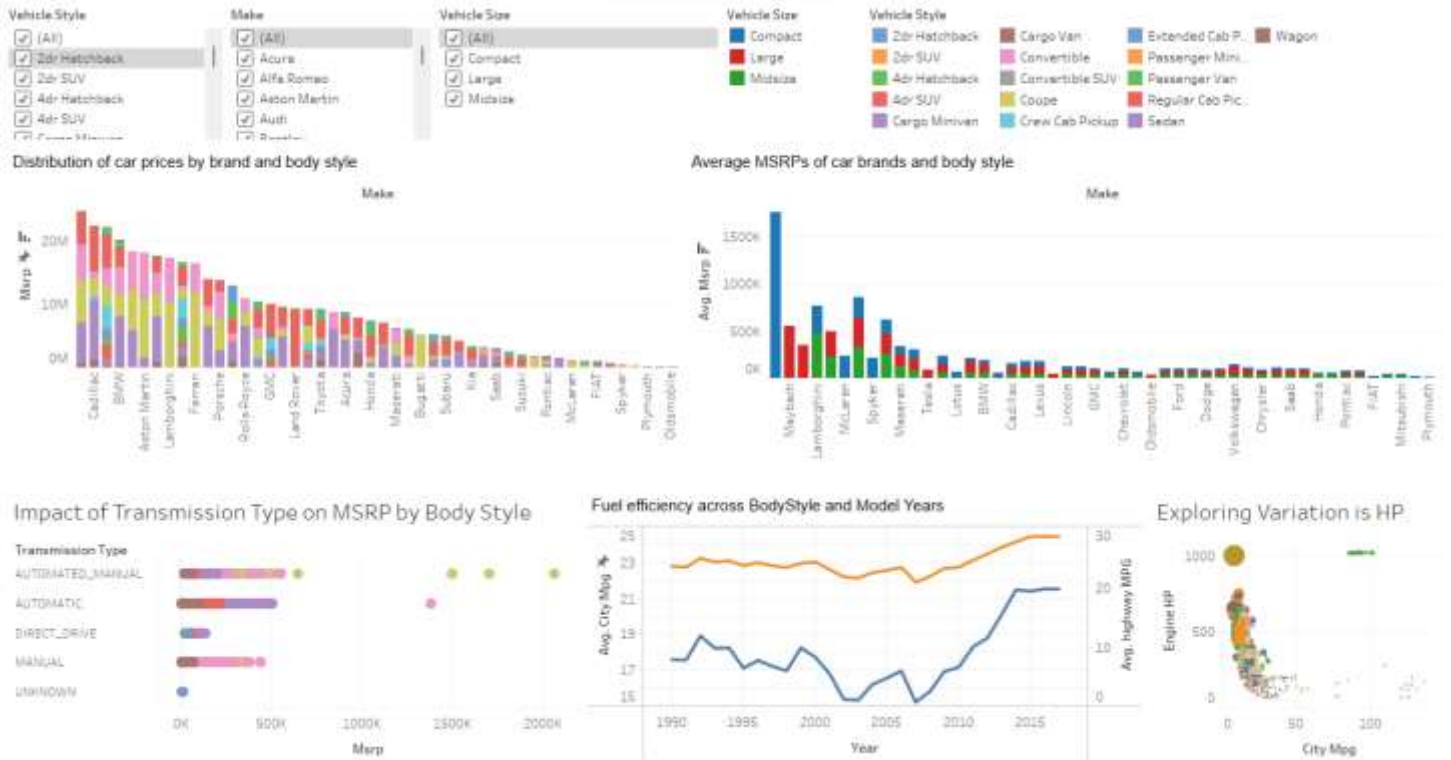 Vehicle Style
(All)
2dr Hatchback
2dr SUV
4dr Hatchback
4dr SUV
Make
(All)
Acura
Alfa Romeo
Aston Martin
Audi
Vehicle Size
(All)
Compact
Large
Midsize
Vehicle Size
Compact
Large
Midsize
Vehicle Style
2dr Hatchback
2dr SUV
4dr Hatchback
4dr SUV
Cargo Minivan
Cargo Van
Convertible
Convertible SUV
Coupe
Crew Cab Pickup
Extended Cab P..
Passenger Mini..
Passenger Van
Regular Cab Pic..
Sedan
Wagon
Distribution of car prices by brand and body style
Make
Msrp
20M
10M
0M
Cadillac
BMW
Aston Martin
Lamborghini
Ferrari
Porsche
Rolls-Royce
GMC
Land Rover
Toyota
Acura
Honda
Maserati
Bugatti
Subaru
Kia
Saab
Suzuki
Pontiac
McLaren
FIAT
Spyker
Plymouth
Oldsmobile
Average MSRPs of car brands and body style
Make
Avg. Msrp
1500K
1000K
500K
0K
Maybach
Lamborghini
McLaren
Spyker
Maserati
Tesla
Lotus
BMW
Cadillac
Lexus
Lincoln
GMC
Chevrolet
Oldsmobile
Ford
Dodge
Volkswagen
Chrysler
Saab
Honda
Pontiac
FIAT
Mitsubishi
Plymouth
Impact of Transmission Type on MSRP by Body Style
Transmission Type
AUTOMATED_MANUAL
AUTOMATIC
DIRECT_DRIVE
MANUAL
UNKNOWN
0K 500K 1000K 1500K 2000K
Msrp
Fuel efficiency across BodyStyle and Model Years
Avg. City Mpg
25
23
21
19
17
15
Avg. highway MPG
30
20
10
0
1990 1995 2000 2005 2010 2015
Year
Exploring Variation is HP
Engine HP
1000
500
0
0 50 100
City Mpg